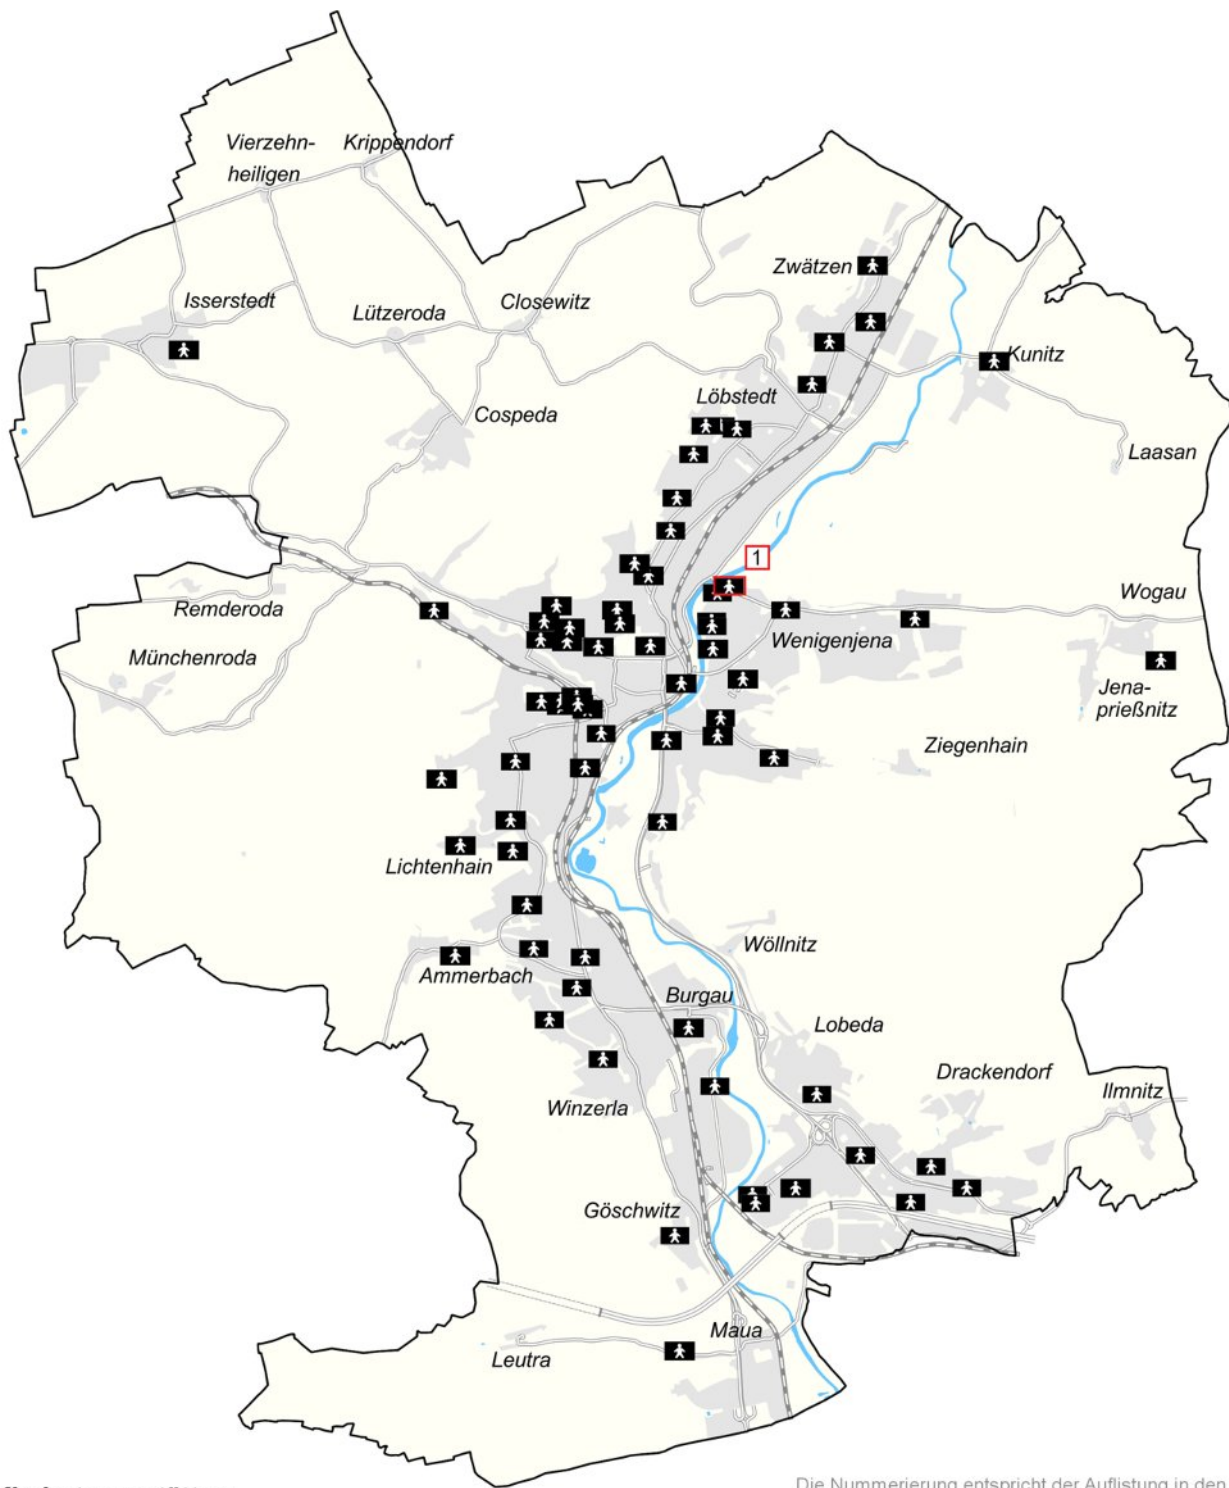 Vierzehn-
heiligen
Krippendorf
Zwätzen
Isserstedt
Lützeroda
Closewitz
Kunitz
Löbstedt
Cospeda
Laasan
1
Remderoda
Wogau
Münchenroda
Wenigenjena
Jena-
prießnitz
Ziegenhain
Lichtenhain
Wöllnitz
Ammerbach
Burgau
Lobeda
Drackendorf
Ilmnitz
Winzerla
Göschwitz
Maua
Leutra
Die Nummerierung entspricht der Auflistung in den